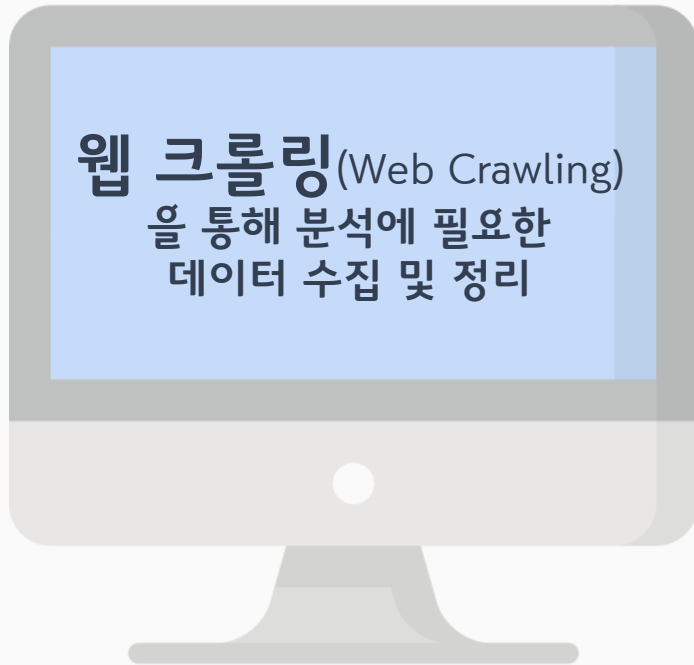 웹 크롤링(Web Crawling)
을 통해 분석에 필요한
데이터 수집 및 정리